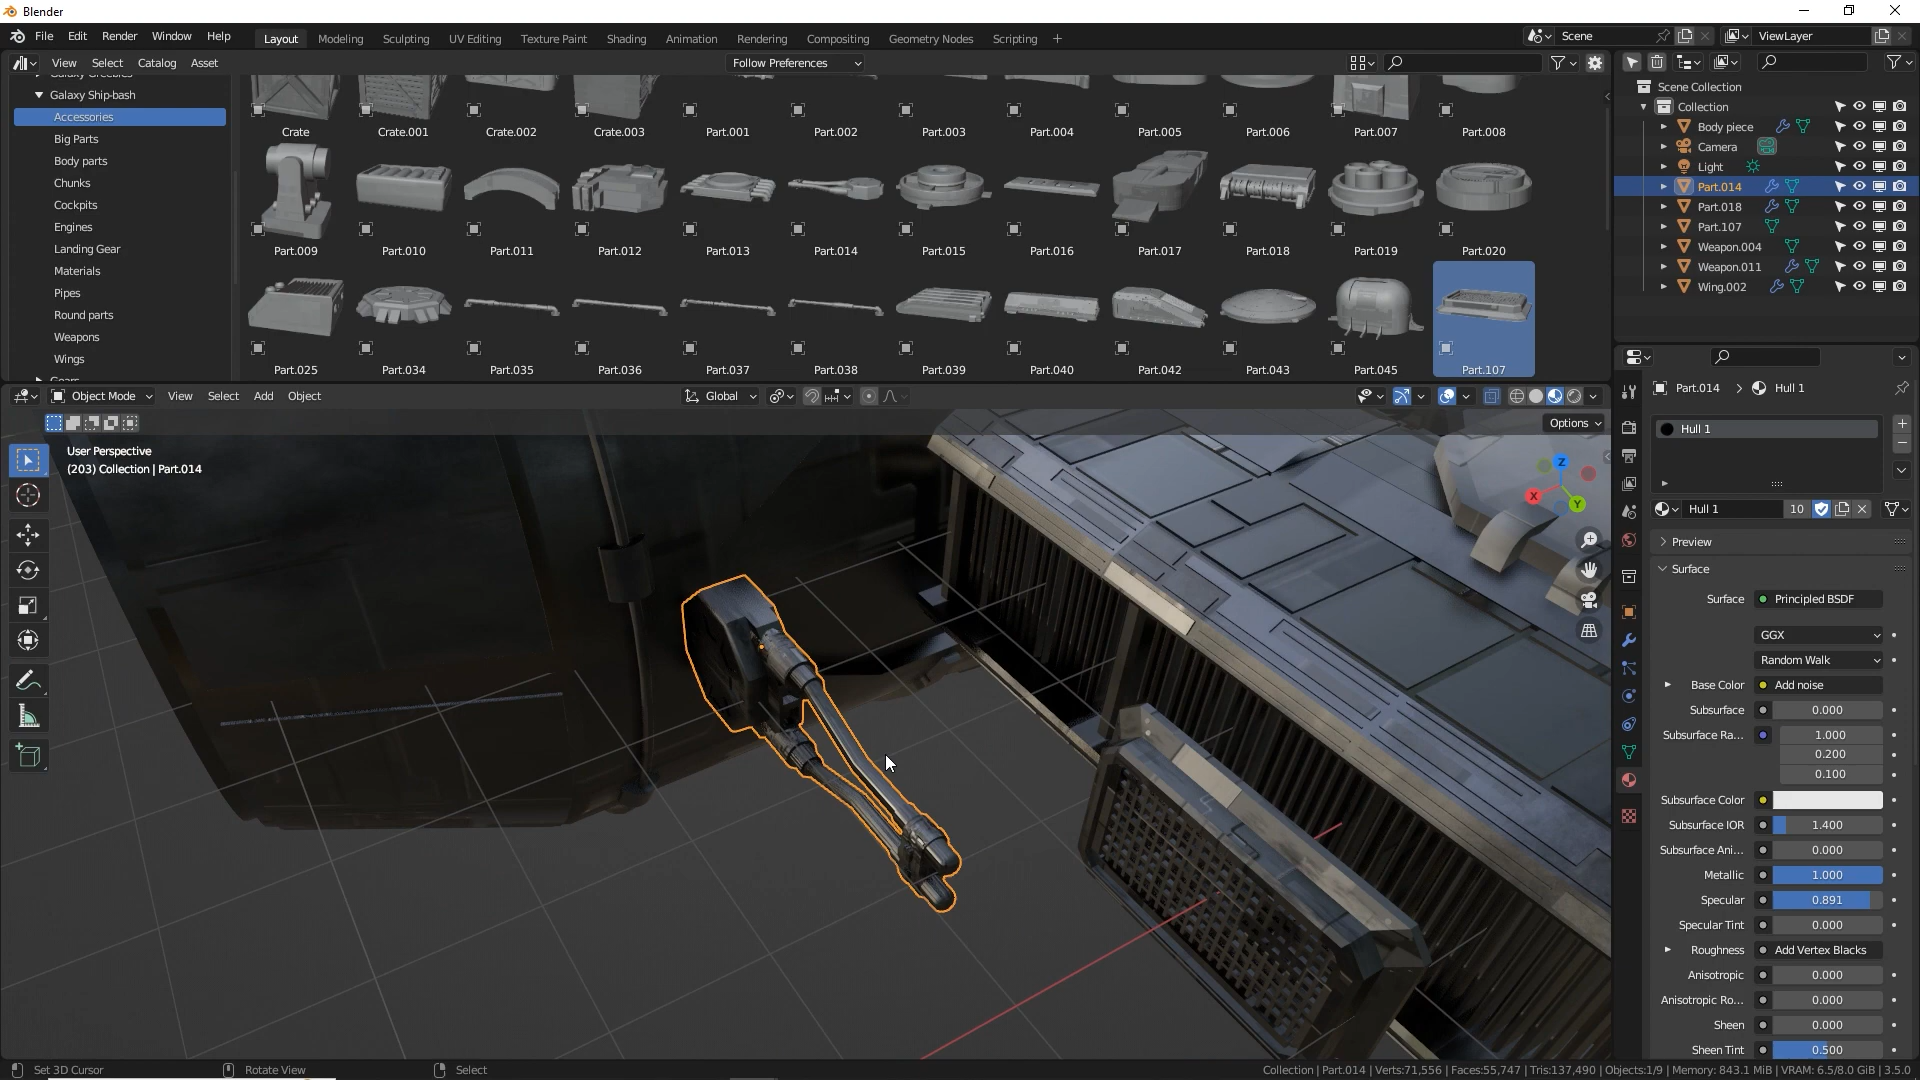 Blender
File Edit Render Window Help Layout Modeling Sculpting UV Editing Texture Paint Shading Animation Rendering Compositing Geometry Nodes Scripting + Scene ViewLayer
View Select Catalog Asset Follow Preferences
Galaxy Ship-bash
Accessories
Big Parts
Body parts
Chunks
Cockpits
Engines
Landing Gear
Materials
Pipes
Round parts
Weapons
Wings
Crate Crate.001 Crate.002 Crate.003 Part.001 Part.002 Part.003 Part.004 Part.005 Part.006 Part.007 Part.008
Part.009 Part.010 Part.011 Part.012 Part.013 Part.014 Part.015 Part.016 Part.017 Part.018 Part.019 Part.020
Part.025 Part.034 Part.035 Part.036 Part.037 Part.038 Part.039 Part.040 Part.042 Part.043 Part.045 Part.107
Scene Collection
Collection
Body piece
Camera
Light
Part.014
Part.018
Part.107
Weapon.004
Weapon.011
Wing.002
Object Mode View Select Add Object Global
Options
User Perspective
(203) Collection | Part.014
Z
X
Y
Part.014 > Hull 1
Hull 1
Hull 1 10
Preview
Surface
Surface Principled BSDF
GGX
Random Walk
Base Color Add noise
Subsurface 0.000
Subsurface Ra... 1.000
0.200
0.100
Subsurface Color
Subsurface IOR 1.400
Subsurface Ani... 0.000
Metallic 1.000
Specular 0.891
Specular Tint 0.000
Roughness Add Vertex Blacks
Anisotropic 0.000
Anisotropic Ro... 0.000
Sheen 0.000
Sheen Tint 0.500
Set 3D Cursor Rotate View Select Collection | Part.014 | Verts:71,556 | Faces:55,747 | Tris:137,490 | Objects:1/9 | Memory: 843.1 MiB | VRAM: 6.5/8.0 GiB | 3.5.0